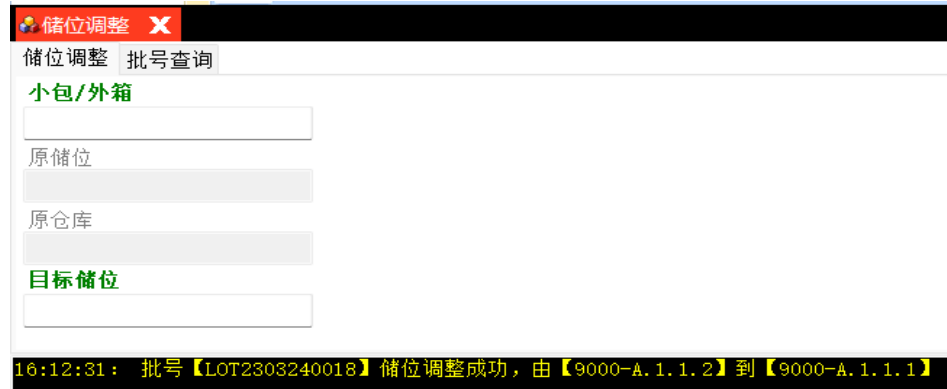 储位调整
储位调整 批号查询
小包/外箱
原储位
原仓库
目标储位
16:12:31: 批号【LOT2303240018】储位调整成功，由【9000-A.1.1.2】到【9000-A.1.1.1】